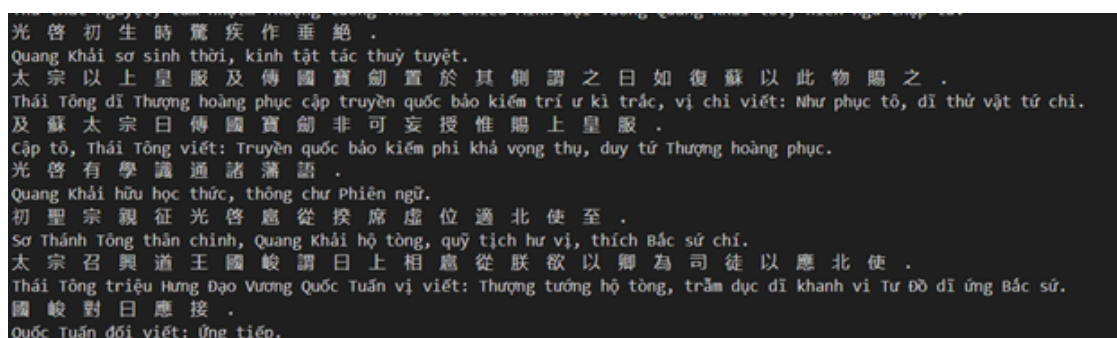 光 啓 初 生 時 驚 疾 作 垂 絶 .
Quang Khải sơ sinh thời, kinh tật tác thuỳ tuyệt.
太 宗 以 上 皇 服 及 傳 國 寶 劎 置 於 其 側 謂 之 曰 如 復 蘇 以 此 物 賜 之 .
Thái Tông dĩ Thượng hoàng phục cập truyền quốc bảo kiếm trí ư kì trắc, vị chi viết: Như phục tô, dĩ thử vật tứ chi.
及 蘇 太 宗 曰 傳 國 寶 劎 非 可 妄 授 惟 賜 上 皇 服 .
Cập tô, Thái Tông viết: Truyền quốc bảo kiếm phi khả vọng thụ, duy tứ Thượng hoàng phục.
光 啓 有 學 識 通 諸 藩 語 .
Quang Khải hữu học thức, thông chư Phiên ngữ.
初 聖 宗 親 征 光 啓 扈 從 揆 席 虛 位 適 北 使 至 .
Sơ Thánh Tông thân chinh, Quang Khải hộ tòng, quỹ tịch hư vị, thích Bắc sứ chí.
太 宗 召 興 道 王 國 峻 謂 曰 上 相 扈 從 朕 欲 以 卿 為 司 徒 以 應 北 使 .
Thái Tông triệu Hưng Đạo Vương Quốc Tuấn vị viết: Thượng tướng hộ tòng, trẫm dục dĩ khanh vi Tư Đồ dĩ ứng Bắc sứ.
國 峻 對 曰 應 接 .
Quốc Tuấn đối viết: Ứng tiếp.